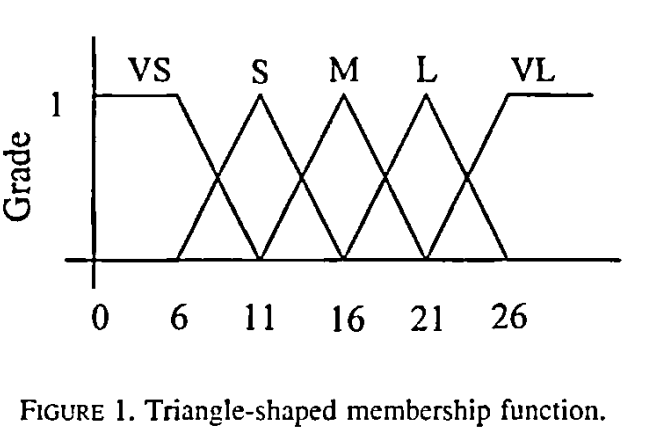 VS S M L VL
1
Grade
0 6 11 16 21 26
FIGURE 1. Triangle-shaped membership function.